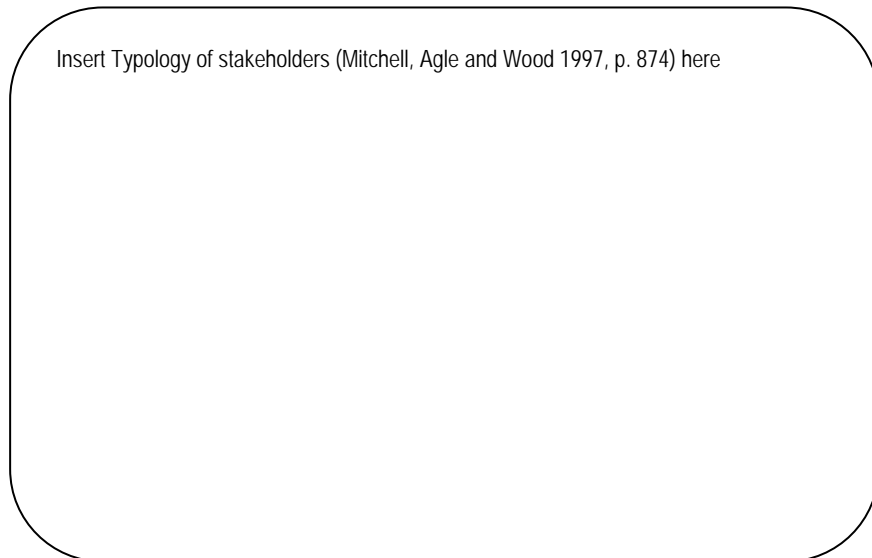 Insert Typology of stakeholders (Mitchell, Agle and Wood 1997, p. 874) here